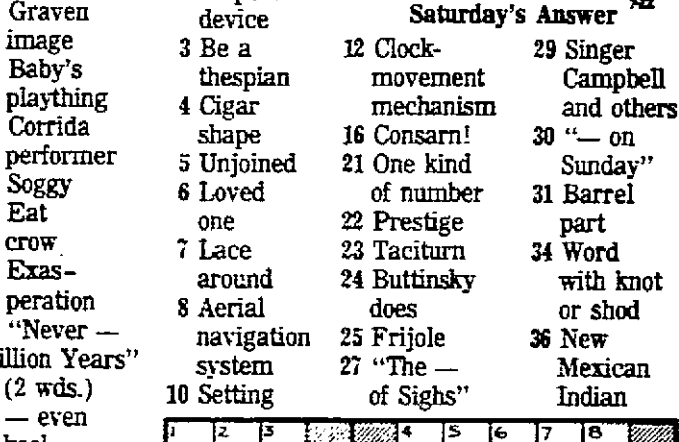 Graven
image
Baby's
plaything
Corrida
performer
Soggy
Eat
crow
Exas-
peration
"Never —
illion Years"
(2 wds.)
— even
device
3 Be a
thespian
4 Cigar
shape
5 Unjoined
6 Loved
one
7 Lace
around
8 Aerial
navigation
system
10 Setting
Saturday's Answer
12 Clock-
movement
mechanism
16 Consarn!
21 One kind
of number
22 Prestige
23 Taciturn
24 Buttinsky
does
25 Frijole
27 "The —
of Sighs"
29 Singer
Campbell
and others
30 "— on
Sunday"
31 Barrel
part
34 Word
with knot
or shod
36 New
Mexican
Indian
1 2 3 4 5 6 7 8